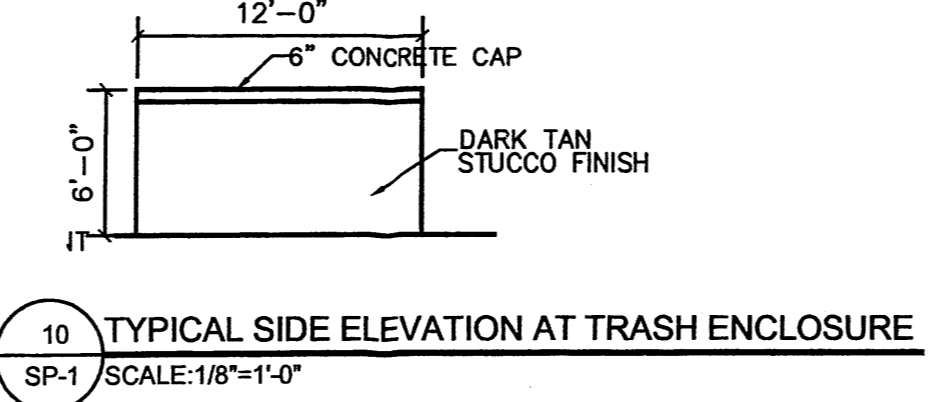 12'-0"
6" CONCRETE CAP
6'-0"
DARK TAN
STUCCO FINISH
10
TYPICAL SIDE ELEVATION AT TRASH ENCLOSURE
SP-1
SCALE:1/8"=1'-0"